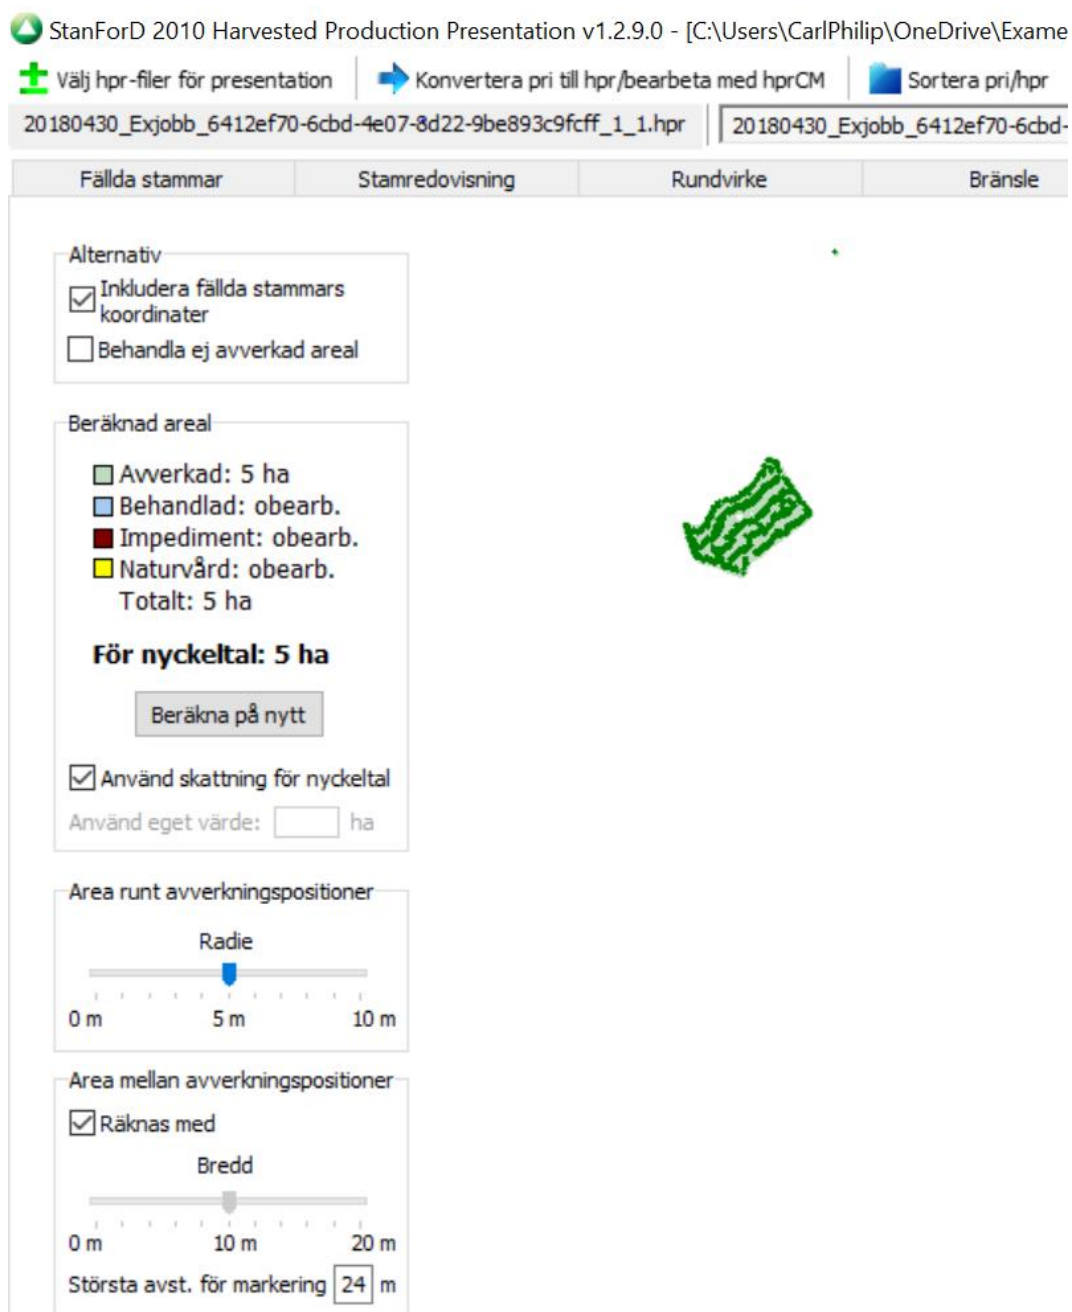 StanForD 2010 Harvested Production Presentation v1.2.9.0 - [C:\Users\CarlPhilip\OneDrive\Exame
Välj hpr-filer för presentation Konvertera pri till hpr/bearbeta med hprCM Sortera pri/hpr
20180430_Exjobb_6412ef70-6cbd-4e07-8d22-9be893c9fcff_1_1.hpr 20180430_Exjobb_6412ef70-6cbd-
Fällda stammar Stamredovisning Rundvirke Bränsle
Alternativ
Inkludera fällda stammars
koordinater
Behandla ej avverkad areal
Beräknad areal
Avverkad: 5 ha
Behandlad: obearb.
Impediment: obearb.
Naturvård: obearb.
Totalt: 5 ha
För nyckeltal: 5 ha
Beräkna på nytt
Använd skattning för nyckeltal
Använd eget värde: ha
Area runt avverkningspositioner
Radie
0 m 5 m 10 m
Area mellan avverkningspositioner
Räknas med
Bredd
0 m 10 m 20 m
Största avst. för markering 24 m